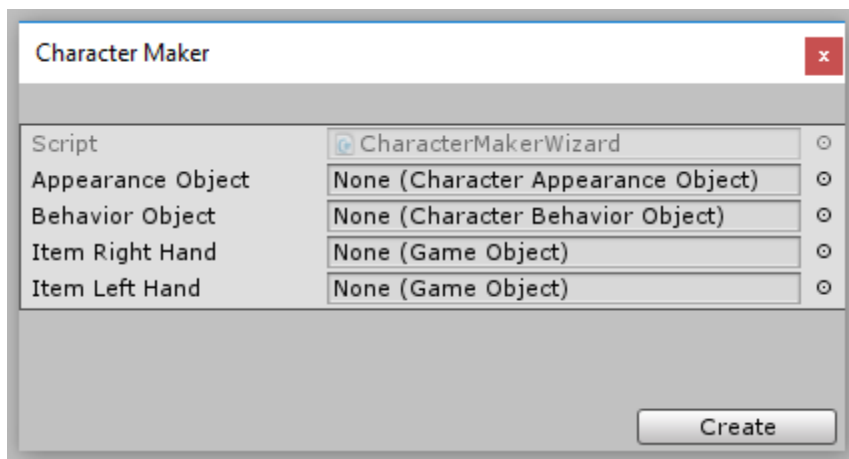 Character Maker
x
Script CharacterMakerWizard
Appearance Object None (Character Appearance Object)
Behavior Object None (Character Behavior Object)
Item Right Hand None (Game Object)
Item Left Hand None (Game Object)
Create